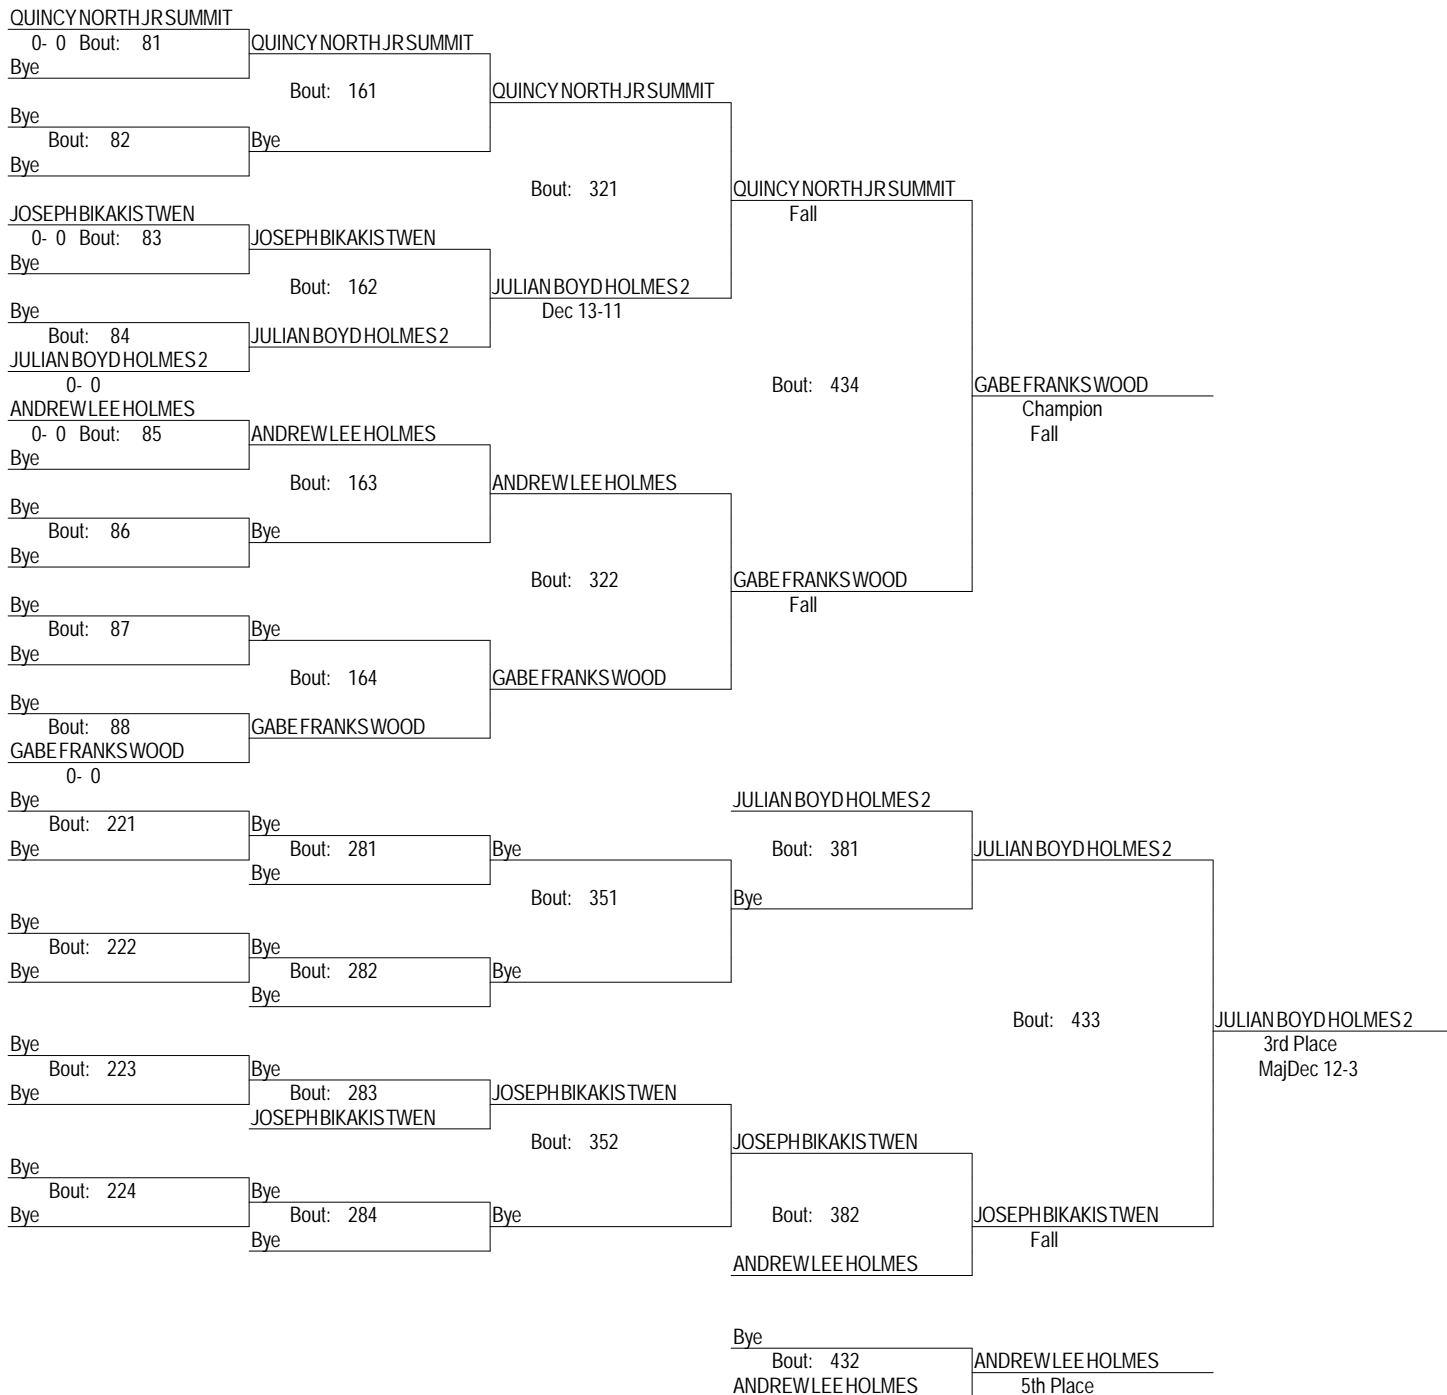 QUINCY NORTH JR SUMMIT
0- 0 Bout: 81
QUINCY NORTH JR SUMMIT
Bye
Bout: 161
QUINCY NORTH JR SUMMIT
Bye
Bout: 82
Bye
Bye
Bout: 321
QUINCY NORTH JR SUMMIT
Fall
JOSEPH BIKAKIS TWEN
0- 0 Bout: 83
JOSEPH BIKAKIS TWEN
Bye
Bout: 162
JULIAN BOYD HOLMES 2
Dec 13-11
Bye
Bout: 84
JULIAN BOYD HOLMES 2
JULIAN BOYD HOLMES 2
0- 0
Bout: 434
GABE FRANKS WOOD
Champion
Fall
ANDREW LEE HOLMES
0- 0 Bout: 85
ANDREW LEE HOLMES
Bye
Bout: 163
ANDREW LEE HOLMES
Bye
Bout: 86
Bye
Bye
Bout: 322
GABE FRANKS WOOD
Fall
Bye
Bout: 87
Bye
Bye
Bout: 164
GABE FRANKS WOOD
Bye
Bout: 88
GABE FRANKS WOOD
GABE FRANKS WOOD
0- 0
Bye
Bout: 221
Bye
Bye
Bout: 281
Bye
Bye
JULIAN BOYD HOLMES 2
Bout: 381
JULIAN BOYD HOLMES 2
Bout: 351
Bye
Bye
Bout: 222
Bye
Bye
Bout: 282
Bye
Bye
Bout: 433
JULIAN BOYD HOLMES 2
3rd Place
MajDec 12-3
Bye
Bout: 223
Bye
Bye
Bout: 283
JOSEPH BIKAKIS TWEN
JOSEPH BIKAKIS TWEN
Bout: 352
JOSEPH BIKAKIS TWEN
Bye
Bout: 224
Bye
Bye
Bout: 284
Bye
Bye
Bout: 382
JOSEPH BIKAKIS TWEN
Fall
ANDREW LEE HOLMES
Bye
Bout: 432
ANDREW LEE HOLMES
ANDREW LEE HOLMES
5th Place